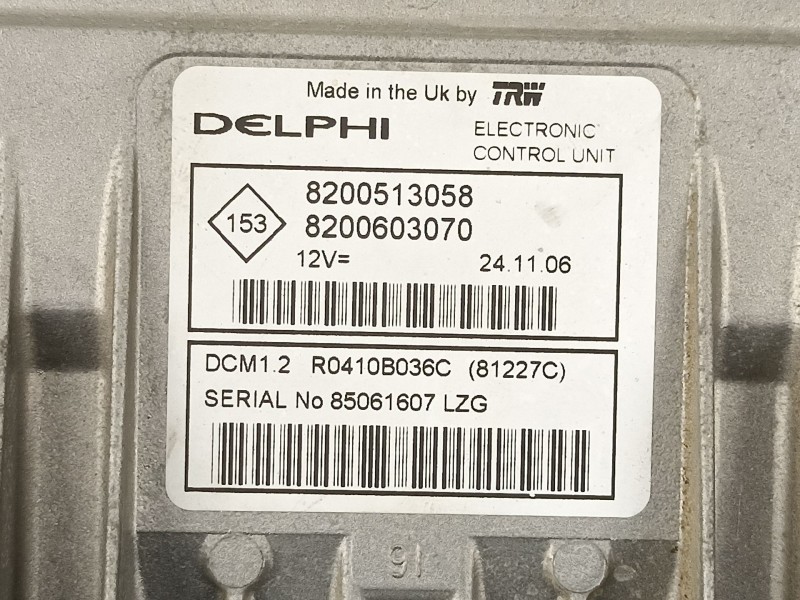 Made in the Uk by TRW
DELPHI
ELECTRONIC
CONTROL UNIT
153
8200513058
8200603070
12V=
24.11.06
DCM1.2 R0410B036C (81227C)
SERIAL No 85061607 LZG
91